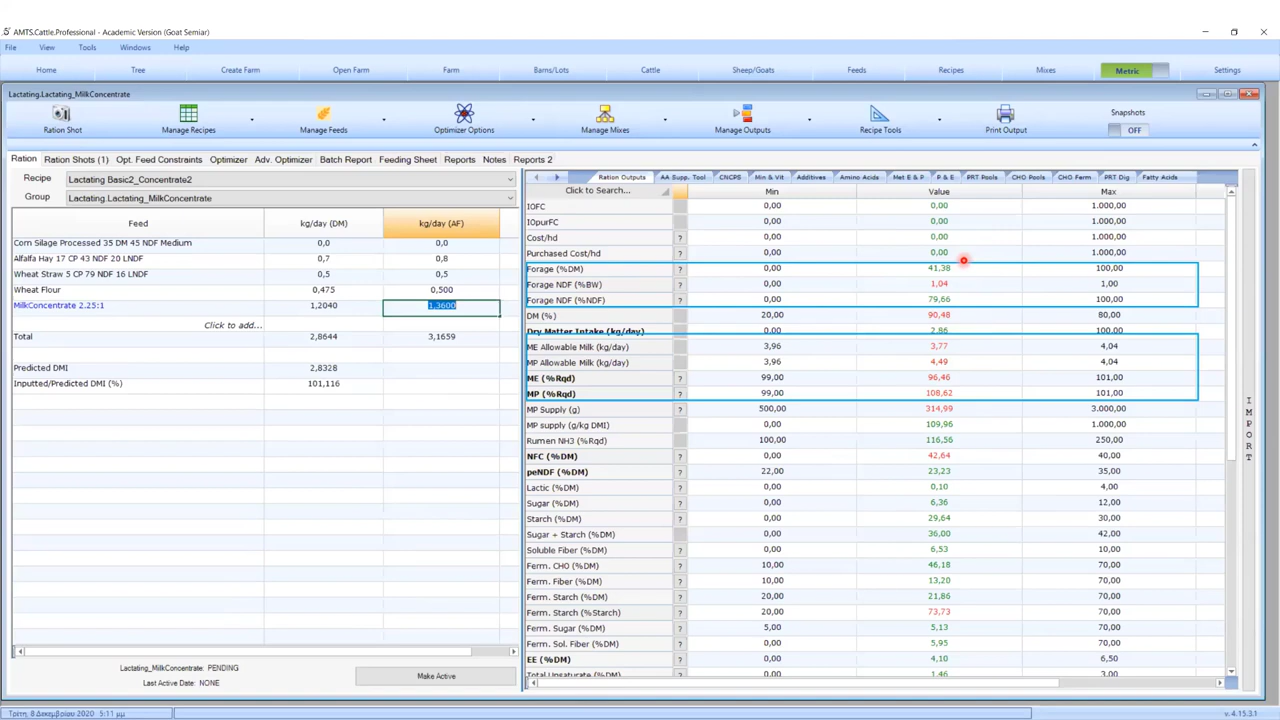 AMTS.Cattle.Professional - Academic Version (Goat Semiar)
File View Tools Windows Help
Home Tree Create Farm Open Farm Farm Barns/Lots Cattle Sheep/Goats Feeds Recipes Mixes Metric Settings
Lactating.Lactating_MilkConcentrate
Ration Shot Manage Recipes Manage Feeds Optimizer Options Manage Mixes Manage Outputs Recipe Tools Print Output Snapshots OFF
Ration Ration Shots (1) Opt. Feed Constraints Optimizer Adv. Optimizer Batch Report Feeding Sheet Reports Notes Reports 2
Recipe Lactating Basic2_Concentrate2
Group Lactating.Lactating_MilkConcentrate
Feed kg/day (DM) kg/day (AF)
Corn Silage Processed 35 DM 45 NDF Medium 0,0 0,0
Alfalfa Hay 17 CP 43 NDF 20 LNDF 0,7 0,8
Wheat Straw 5 CP 79 NDF 16 LNDF 0,5 0,5
Wheat Flour 0,475 0,500
MilkConcentrate 2.25:1 1,2040 1,3600
Click to add...
Total 2,8644 3,1659
Predicted DMI 2,8328
Inputted/Predicted DMI (%) 101,116
Lactating_MilkConcentrate: PENDING
Last Active Date: NONE
Make Active
Ration Outputs AA Supp. Tool CNCPS Min & Vit Additives Amino Acids Met E & P P & E PRT Pools CHO Pools CHO Ferm PRT Dig Fatty Acids
Click to Search... Min Value Max
IOFC 0,00 0,00 1.000,00
IOpurFC 0,00 0,00 1.000,00
Cost/hd ? 0,00 0,00 1.000,00
Purchased Cost/hd ? 0,00 0,00 1.000,00
Forage (%DM) ? 0,00 41,38 100,00
Forage NDF (%BW) ? 0,00 1,04 1,00
Forage NDF (%NDF) ? 0,00 79,66 100,00
DM (%) ? 20,00 90,48 80,00
Dry Matter Intake (kg/day) 0,00 2,86 100,00
ME Allowable Milk (kg/day) 3,96 3,77 4,04
MP Allowable Milk (kg/day) 3,96 4,49 4,04
ME (%Rqd) ? 99,00 96,46 101,00
MP (%Rqd) ? 99,00 108,62 101,00
MP Supply (g) ? 500,00 314,99 3.000,00
MP supply (g/kg DMI) 0,00 109,96 1.000,00
Rumen NH3 (%Rqd) ? 100,00 116,56 250,00
NFC (%DM) ? 0,00 42,64 40,00
peNDF (%DM) ? 22,00 23,23 35,00
Lactic (%DM) 0,00 0,10 4,00
Sugar (%DM) ? 0,00 6,36 12,00
Starch (%DM) ? 0,00 29,64 30,00
Sugar + Starch (%DM) 0,00 36,00 42,00
Soluble Fiber (%DM) ? 0,00 6,53 10,00
Ferm. CHO (%DM) ? 10,00 46,18 70,00
Ferm. Fiber (%DM) ? 10,00 13,20 70,00
Ferm. Starch (%DM) ? 20,00 21,86 70,00
Ferm. Starch (%Starch) ? 20,00 73,73 70,00
Ferm. Sugar (%DM) ? 5,00 5,13 70,00
Ferm. Sol. Fiber (%DM) ? 0,00 5,95 70,00
EE (%DM) ? 0,00 4,10 6,50
Total Unsaturate (%DM) 0,00 1,46 3,00
IMPORT
Τρίτη, 8 Δεκεμβρίου 2020 5:11 μμ v. 4.15.3.1